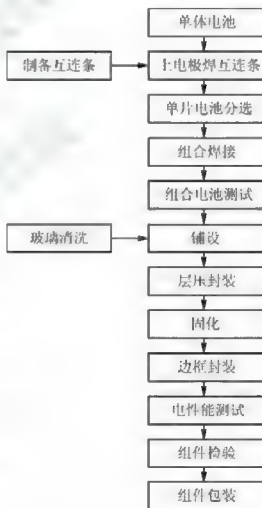 单体电池
制备互连条
上电极焊互连条
单片电池分选
组合焊接
组合电池测试
玻璃清洗
铺设
层压封装
固化
边框封装
电性能测试
组件检验
组件包装